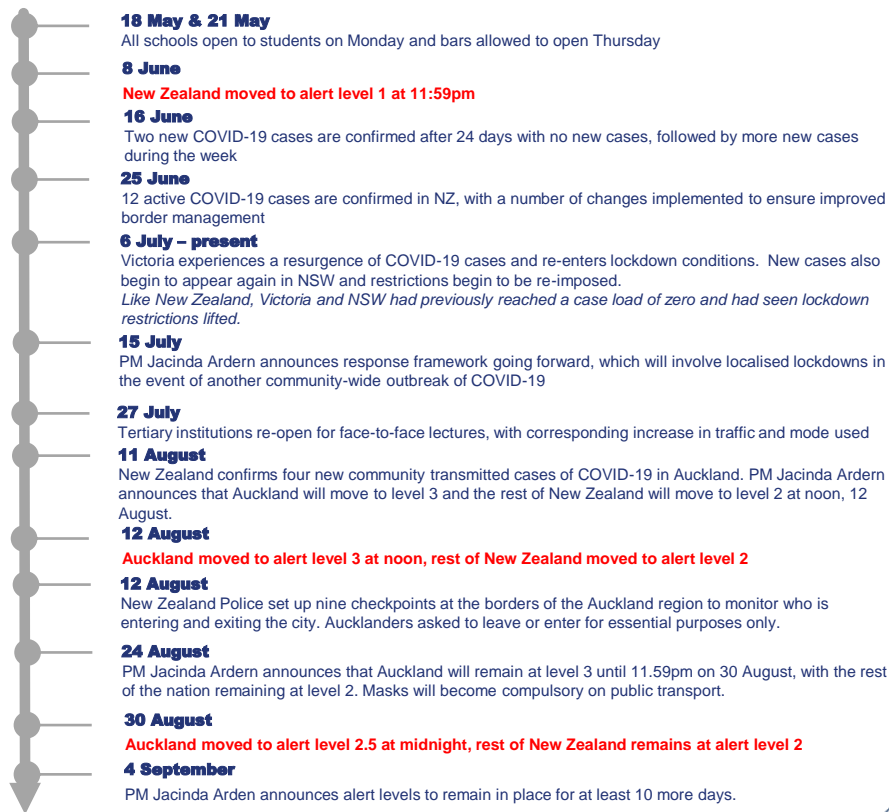 18 May & 21 May
All schools open to students on Monday and bars allowed to open Thursday
8 June
New Zealand moved to alert level 1 at 11:59pm
16 June
Two new COVID-19 cases are confirmed after 24 days with no new cases, followed by more new cases
during the week
25 June
12 active COVID-19 cases are confirmed in NZ, with a number of changes implemented to ensure improved
border management
6 July – present
Victoria experiences a resurgence of COVID-19 cases and re-enters lockdown conditions.  New cases also
begin to appear again in NSW and restrictions begin to be re-imposed.
Like New Zealand, Victoria and NSW had previously reached a case load of zero and had seen lockdown
restrictions lifted.
15 July
PM Jacinda Ardern announces response framework going forward, which will involve localised lockdowns in
the event of another community-wide outbreak of COVID-19
27 July
Tertiary institutions re-open for face-to-face lectures, with corresponding increase in traffic and mode used
11 August
New Zealand confirms four new community transmitted cases of COVID-19 in Auckland. PM Jacinda Ardern
announces that Auckland will move to level 3 and the rest of New Zealand will move to level 2 at noon, 12
August.
12 August
Auckland moved to alert level 3 at noon, rest of New Zealand moved to alert level 2
12 August
New Zealand Police set up nine checkpoints at the borders of the Auckland region to monitor who is
entering and exiting the city. Aucklanders asked to leave or enter for essential purposes only.
24 August
PM Jacinda Ardern announces that Auckland will remain at level 3 until 11.59pm on 30 August, with the rest
of the nation remaining at level 2. Masks will become compulsory on public transport.
30 August
Auckland moved to alert level 2.5 at midnight, rest of New Zealand remains at alert level 2
4 September
PM Jacinda Arden announces alert levels to remain in place for at least 10 more days.